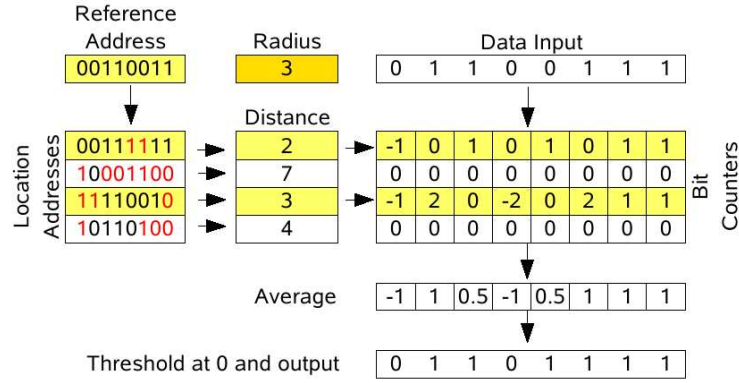 Reference
Address Radius Data Input
00110011 3 0 1 1 0 0 1 1 1
Distance
Location
Addresses
00111111 2 -1 0 1 0 1 0 1 1
10001100 7 0 0 0 0 0 0 0 0
11110010 3 -1 2 0 -2 0 2 1 1
10110100 4 0 0 0 0 0 0 0 0
Bit
Counters
Average -1 1 0.5 -1 0.5 1 1 1
Threshold at 0 and output 0 1 1 0 1 1 1 1